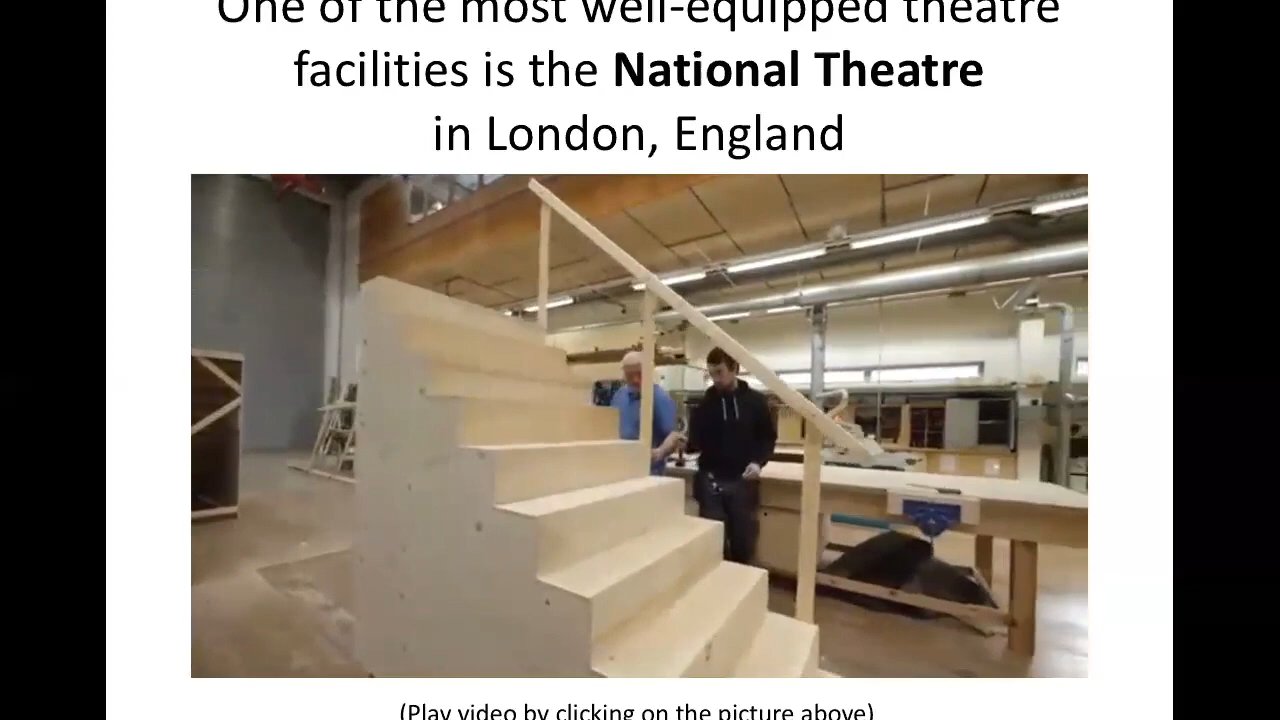 One of the most well-equipped theatre
facilities is the National Theatre
in London, England
(Play video by clicking on the picture above)